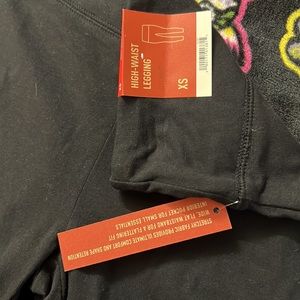 HIGH-WAIST
LEGGING
XS
STRETCHY FABRIC PROVIDES
ULTIMATE COMFORT AND SHAPE RETENTION
WIDE, FLAT WAISTBAND FOR A FLATTERING FIT
INTERIOR POCKET FOR SMALL
ESSENTIALS